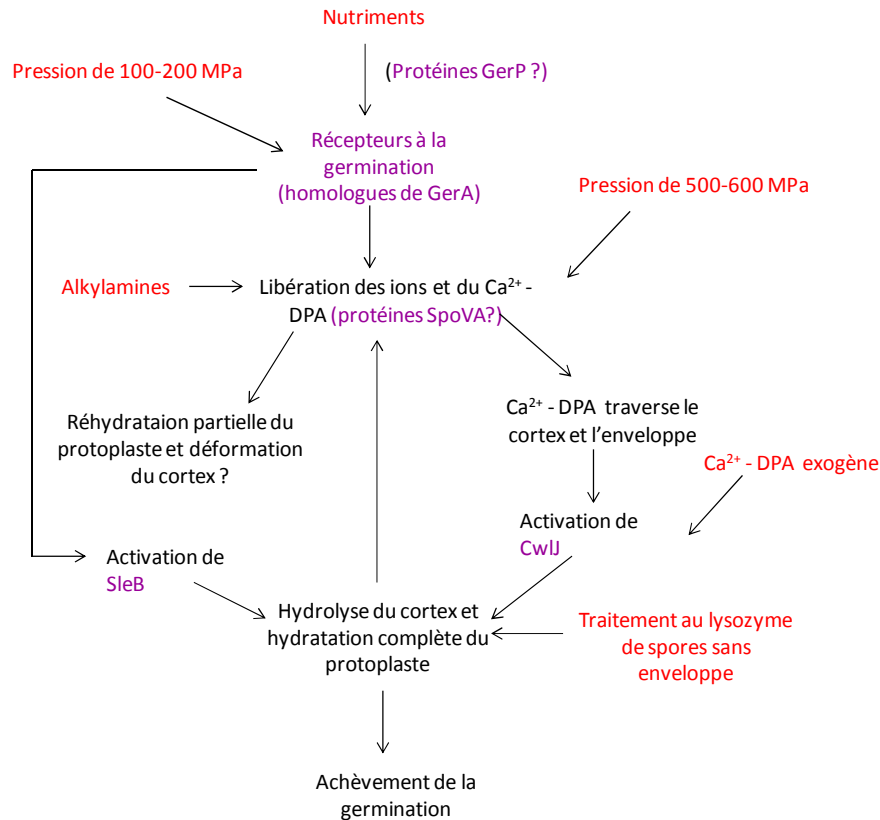 Nutriments
Pression de 100-200 MPa
(Protéines GerP ?)
Récepteurs à la
germination
(homologues de GerA)
Pression de 500-600 MPa
Alkylamines
Libération des ions et du Ca²⁺ -
DPA (protéines SpoVA?)
Réhydrataion partielle du
protoplaste et déformation
du cortex ?
Ca²⁺ - DPA traverse le
cortex et l'enveloppe
Ca²⁺ - DPA exogène
Activation de
CwlJ
Activation de
SleB
Hydrolyse du cortex et
hydratation complète du
protoplaste
Traitement au lysozyme
de spores sans
enveloppe
Achèvement de la
germination